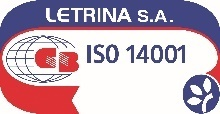 LETRINA S.A.
ISO 14001